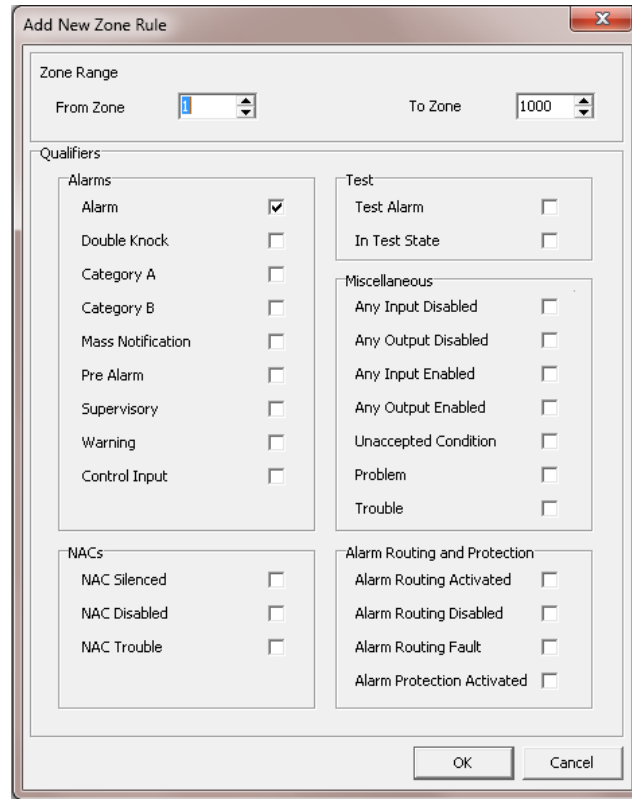 Add New Zone Rule
Zone Range
From Zone 1 To Zone 1000
Qualifiers
Alarms
Alarm
Double Knock
Category A
Category B
Mass Notification
Pre Alarm
Supervisory
Warning
Control Input
Test
Test Alarm
In Test State
Miscellaneous
Any Input Disabled
Any Output Disabled
Any Input Enabled
Any Output Enabled
Unaccepted Condition
Problem
Trouble
NACs
NAC Silenced
NAC Disabled
NAC Trouble
Alarm Routing and Protection
Alarm Routing Activated
Alarm Routing Disabled
Alarm Routing Fault
Alarm Protection Activated
OK Cancel